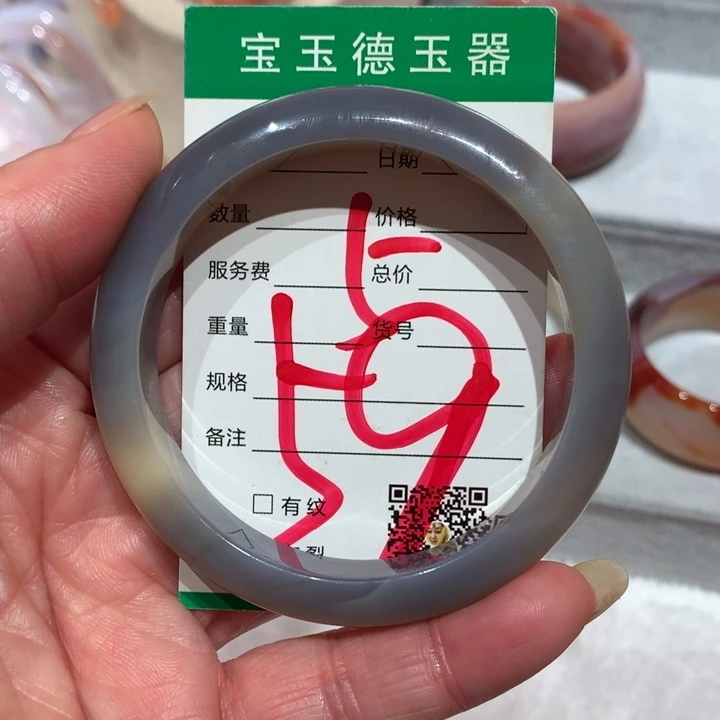 宝玉德玉器
日期
数量 价格
服务费 总价
重量 货号
规格
备注
□有纹